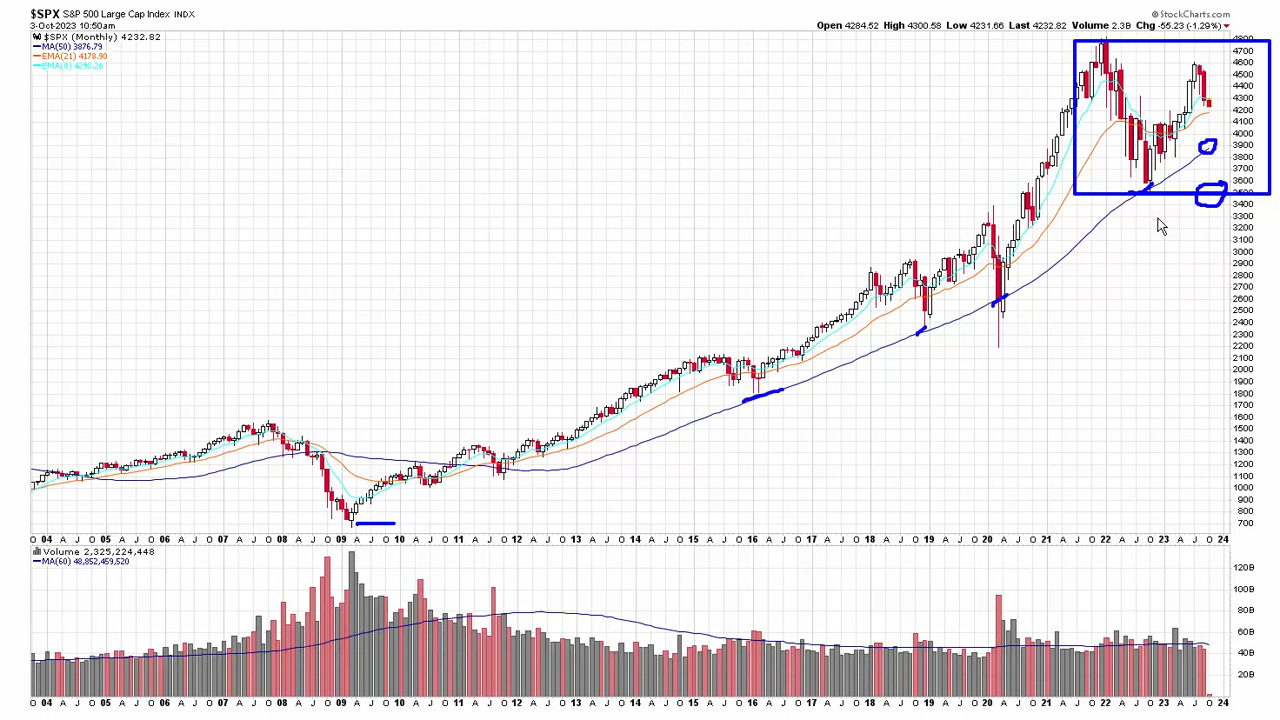 $SPX S&P 500 Large Cap Index INDX
© StockCharts.com
3-Oct-2023 10:50am
Open 4284.52 High 4300.58 Low 4231.66 Last 4232.82 Volume 2.3B Chg -55.23 (-1.29%)
$SPX (Monthly) 4232.82
MA(50) 3876.79
EMA(21) 4178.90
EMA(8) 4290.20
4800
4700
4600
4500
4400
4300
4200
4100
4000
3900
3800
3700
3600
3500
3400
3300
3200
3100
3000
2900
2800
2700
2600
2500
2400
2300
2200
2100
2000
1900
1800
1700
1600
1500
1400
1300
1200
1100
1000
900
800
700
O 04 A J O 05 A J O 06 A J O 07 A J O 08 A J O 09 A J O 10 A J O 11 A J O 12 A J O 13 A J O 14 A J O 15 A J O 16 A J O 17 A J O 18 A J O 19 A J O 20 A J O 21 A J O 22 A J O 23 A J O 24
Volume 2,325,224,448
MA(60) 48,852,459,520
120B
100B
80B
60B
40B
20B
O 04 A J O 05 A J O 06 A J O 07 A J O 08 A J O 09 A J O 10 A J O 11 A J O 12 A J O 13 A J O 14 A J O 15 A J O 16 A J O 17 A J O 18 A J O 19 A J O 20 A J O 21 A J O 22 A J O 23 A J O 24